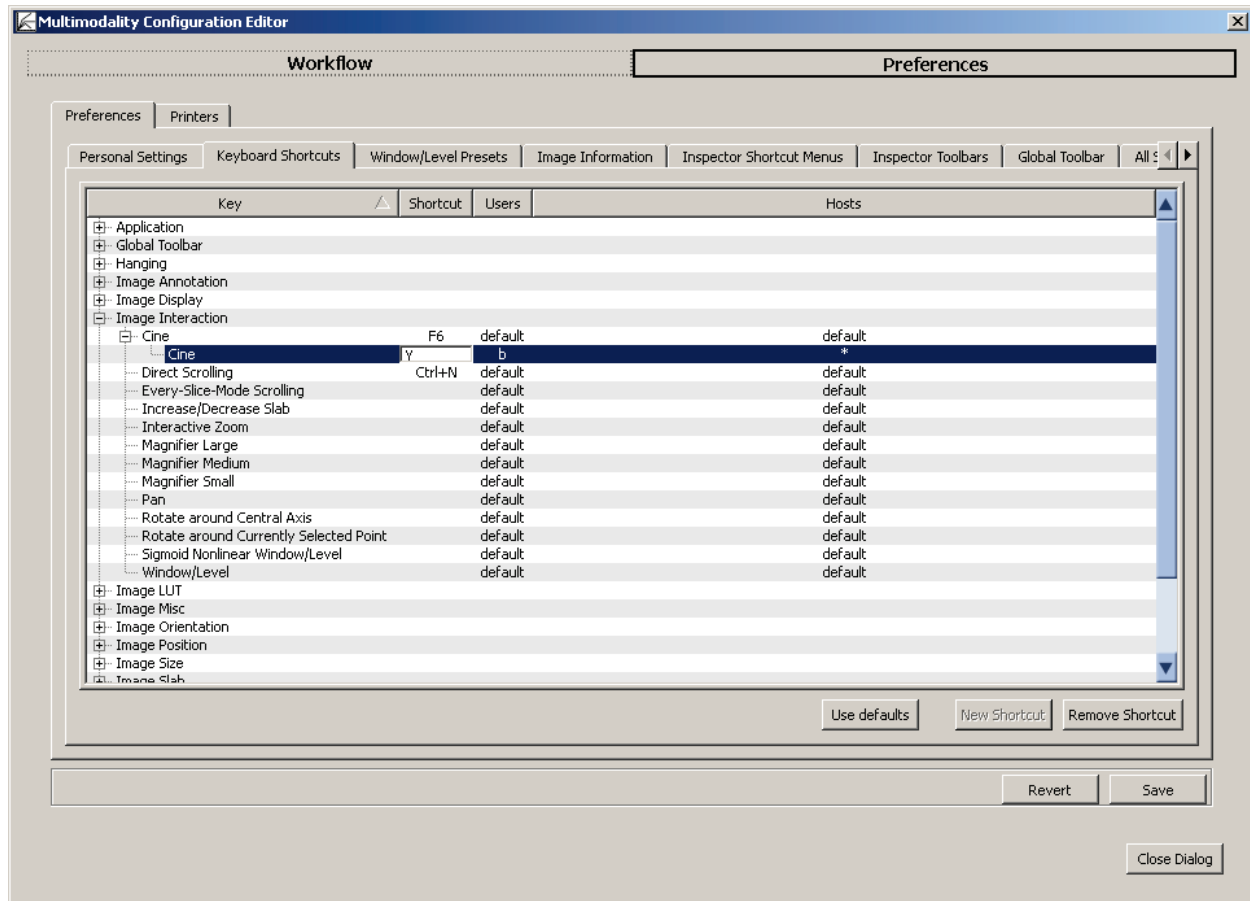 Multimodality Configuration Editor
Workflow Preferences
Preferences Printers
Personal Settings Keyboard Shortcuts Window/Level Presets Image Information Inspector Shortcut Menus Inspector Toolbars Global Toolbar All
Key Shortcut Users Hosts
Application
Global Toolbar
Hanging
Image Annotation
Image Display
Image Interaction
Cine F6 default default
Cine y b *
Direct Scrolling Ctrl+N default default
Every-Slice-Mode Scrolling default default
Increase/Decrease Slab default default
Interactive Zoom default default
Magnifier Large default default
Magnifier Medium default default
Magnifier Small default default
Pan default default
Rotate around Central Axis default default
Rotate around Currently Selected Point default default
Sigmoid Nonlinear Window/Level default default
Window/Level default default
Image LUT
Image Misc
Image Orientation
Image Position
Image Size
Image Slab
Use defaults New Shortcut Remove Shortcut
Revert Save
Close Dialog